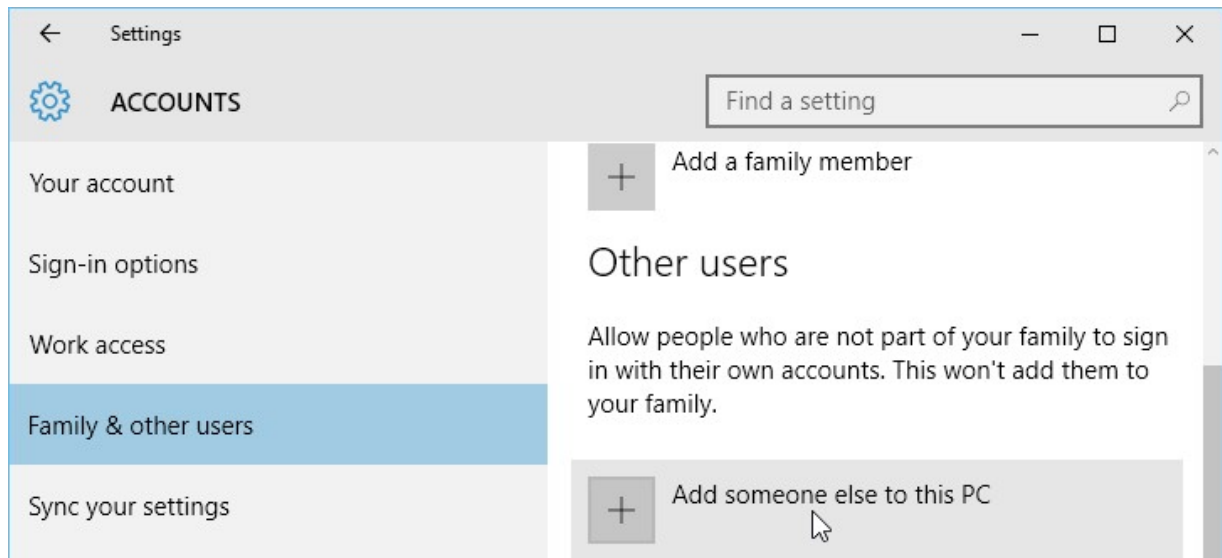 Settings
ACCOUNTS
Find a setting
Your account
Sign-in options
Work access
Family & other users
Sync your settings
Add a family member
Other users
Allow people who are not part of your family to sign
in with their own accounts. This won't add them to
your family.
Add someone else to this PC